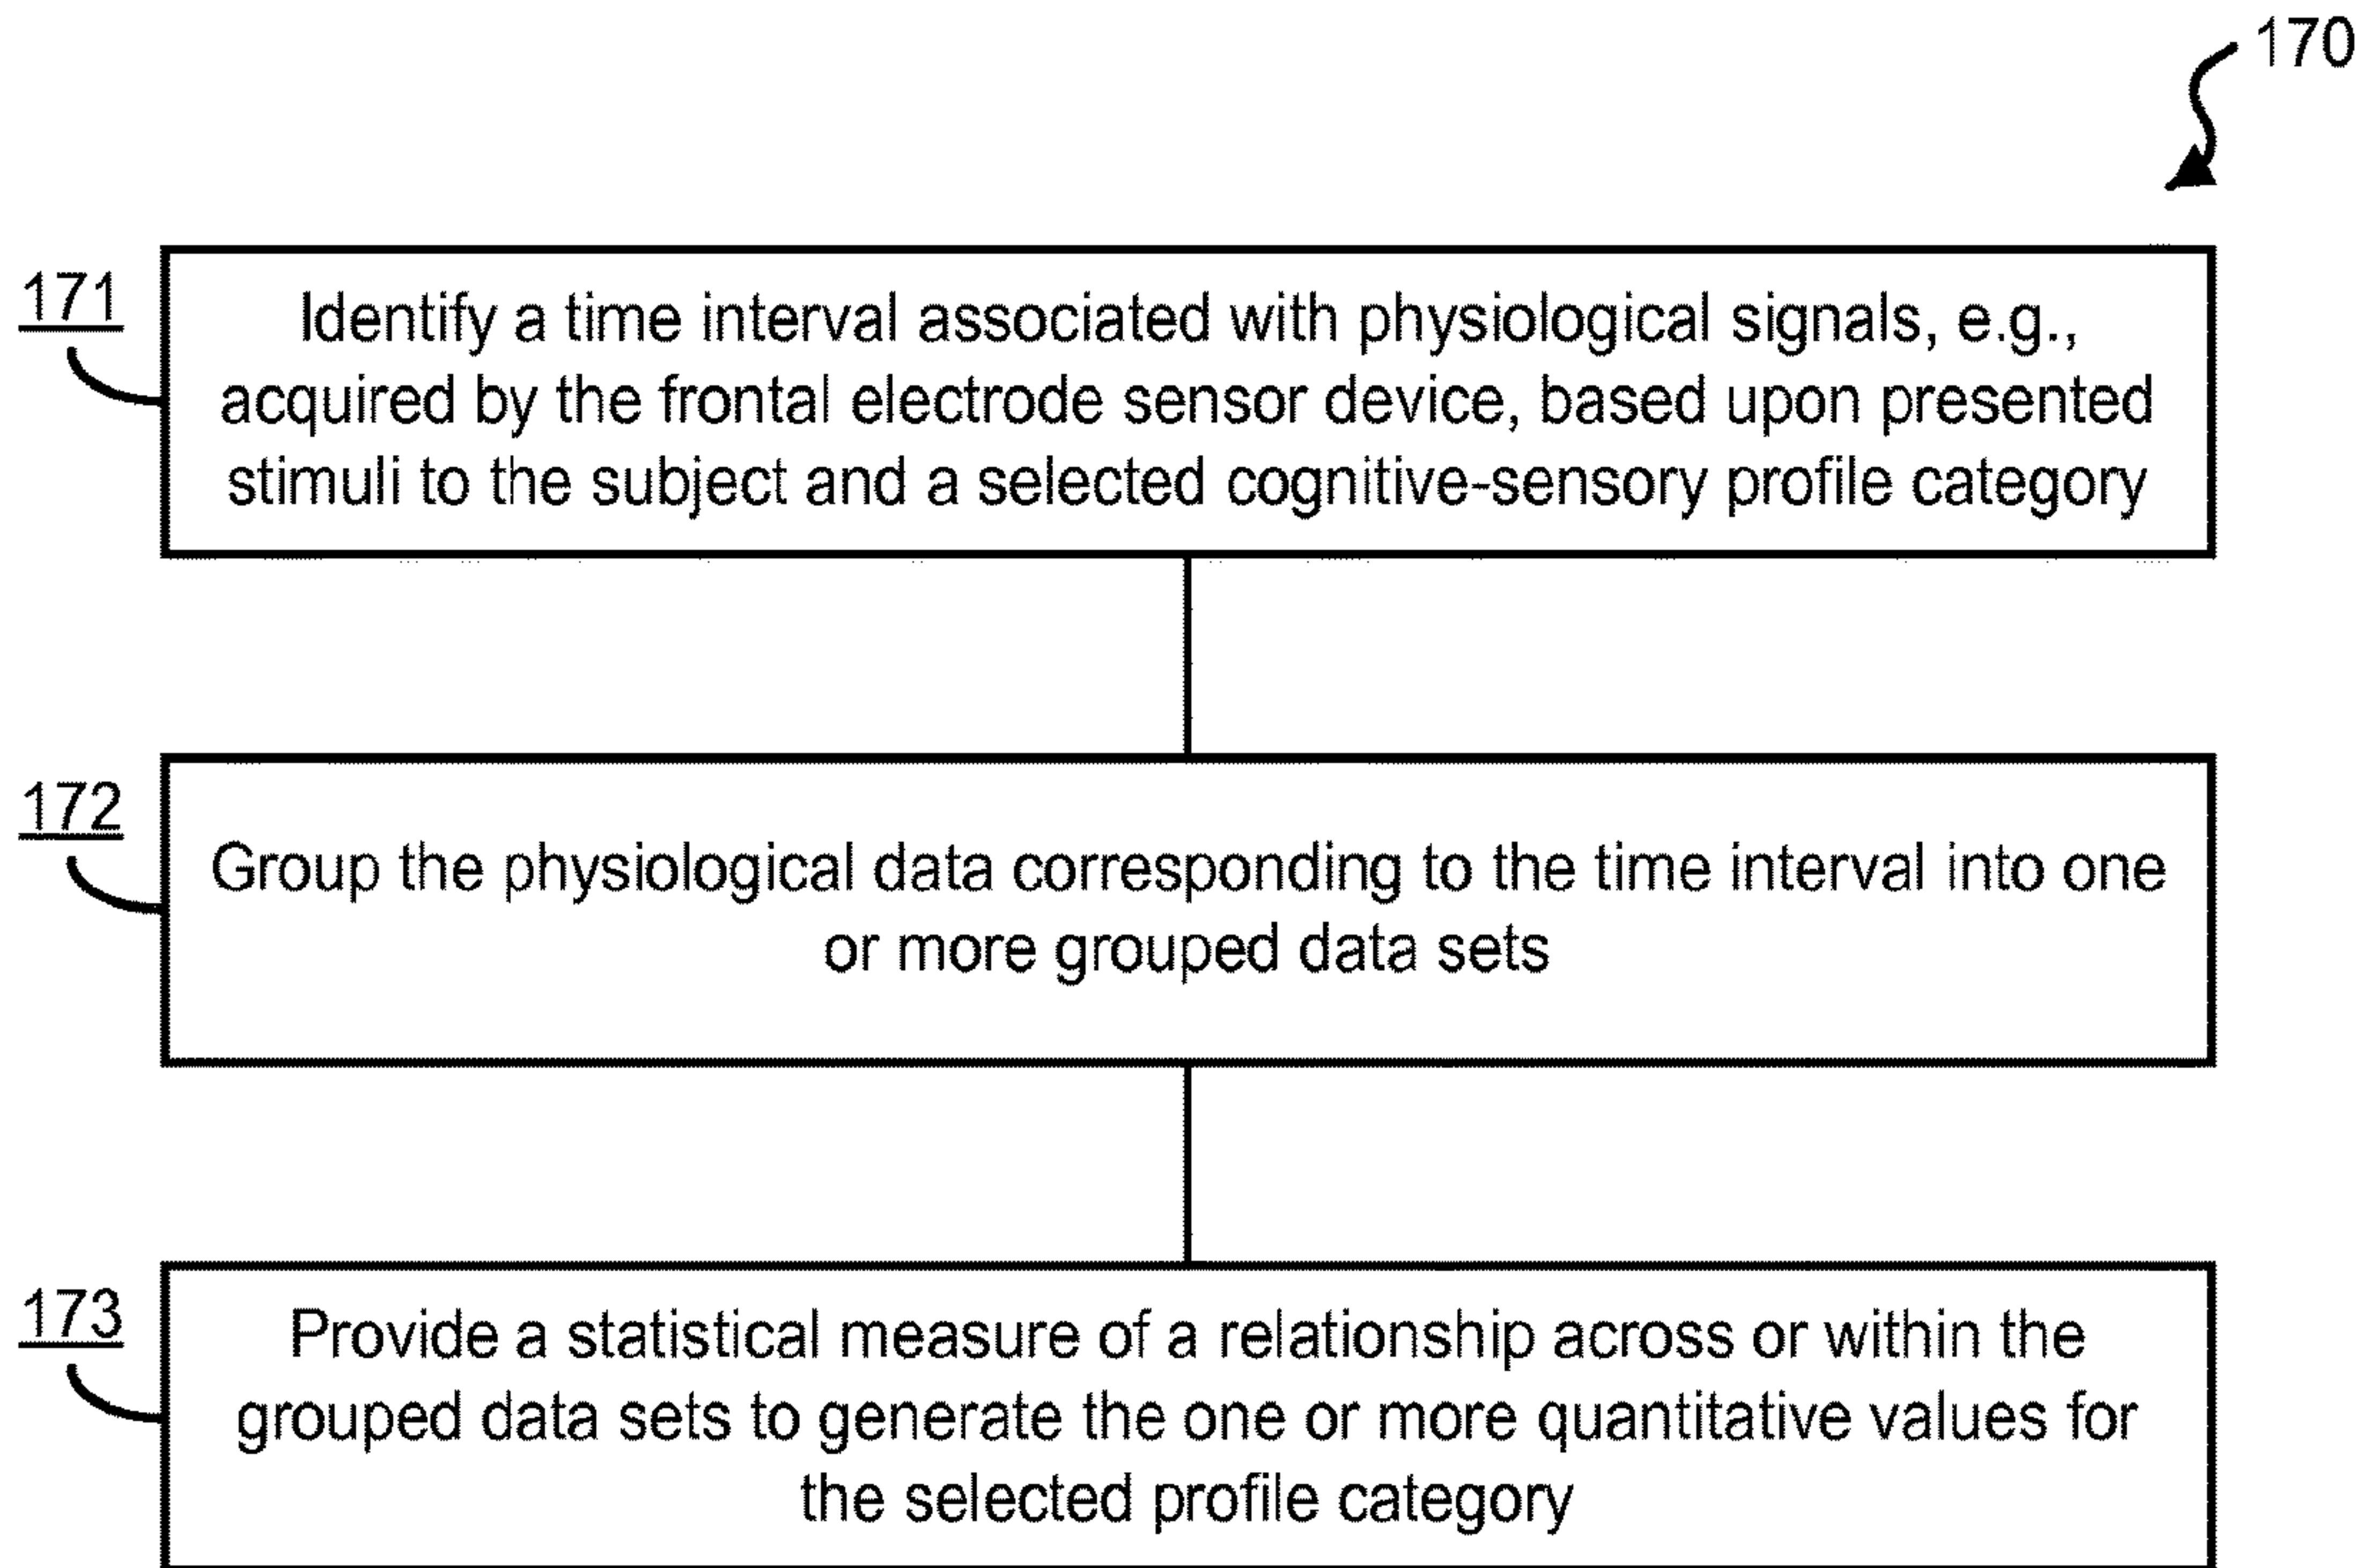 170
171
Identify a time interval associated with physiological signals, e.g.,
acquired by the frontal electrode sensor device, based upon presented
stimuli to the subject and a selected cognitive-sensory profile category
172
Group the physiological data corresponding to the time interval into one
or more grouped data sets
173
Provide a statistical measure of a relationship across or within the
grouped data sets to generate the one or more quantitative values for
the selected profile category